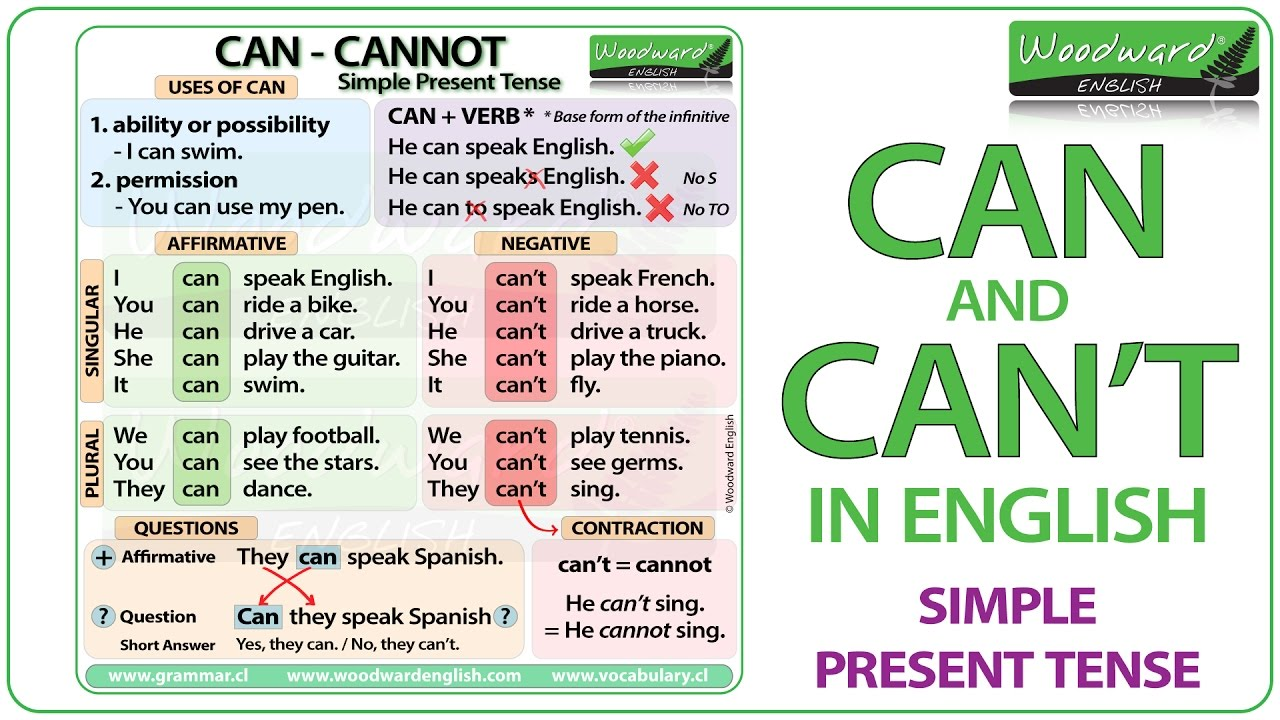 CAN - CANNOT
Simple Present Tense
Woodward®
ENGLISH
USES OF CAN
1. ability or possibility
- I can swim.
2. permission
- You can use my pen.
CAN + VERB * * Base form of the infinitive
He can speak English.
He can speaks English. No S
He can to speak English. No TO
AFFIRMATIVE
SINGULAR
I can speak English.
You can ride a bike.
He can drive a car.
She can play the guitar.
It can swim.
PLURAL
We can play football.
You can see the stars.
They can dance.
NEGATIVE
I can't speak French.
You can't ride a horse.
He can't drive a truck.
She can't play the piano.
It can't fly.
We can't play tennis.
You can't see germs.
They can't sing.
© Woodward English
QUESTIONS
+ Affirmative They can speak Spanish.
? Question Can they speak Spanish ?
Short Answer Yes, they can. / No, they can't.
CONTRACTION
can't = cannot
He can't sing.
= He cannot sing.
www.grammar.cl www.woodwardenglish.com www.vocabulary.cl
Woodward®
ENGLISH
CAN
AND
CAN'T
IN ENGLISH
SIMPLE
PRESENT TENSE